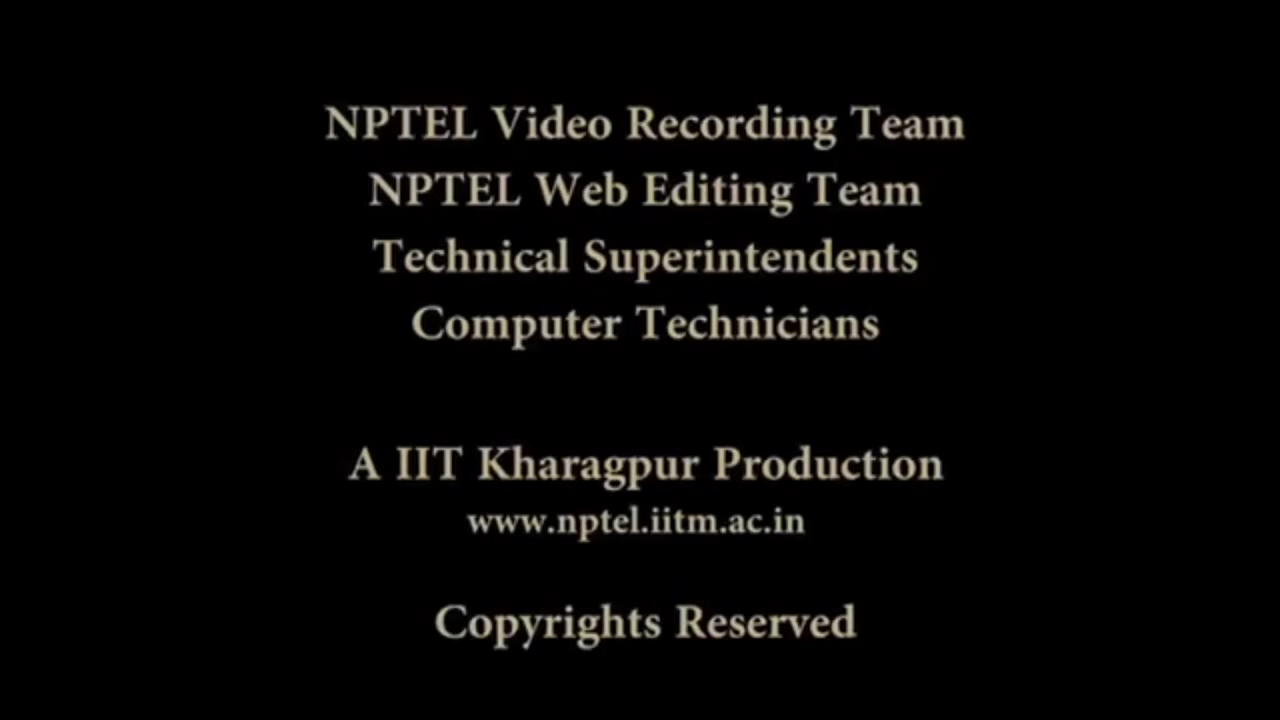 NPTEL Video Recording Team
NPTEL Web Editing Team
Technical Superintendents
Computer Technicians
A IIT Kharagpur Production
www.nptel.iitm.ac.in
Copyrights Reserved